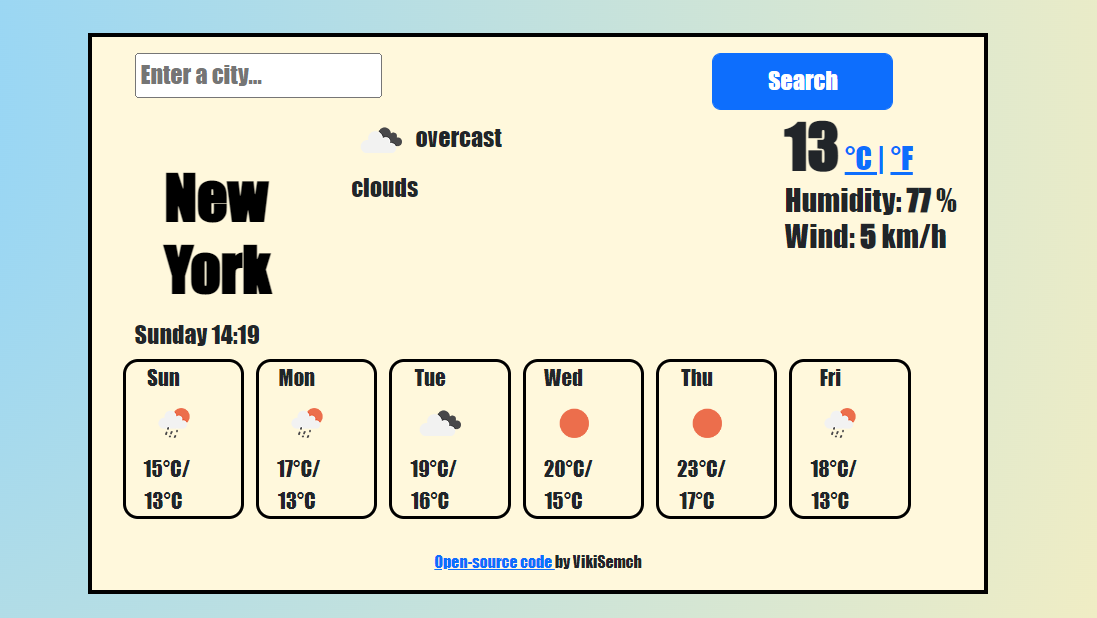 Enter a city...
Search
overcast
clouds
New
York
13 °C | °F
Humidity: 77 %
Wind: 5 km/h
Sunday 14:19
Sun
15°C/
13°C
Mon
17°C/
13°C
Tue
19°C/
16°C
Wed
20°C/
15°C
Thu
23°C/
17°C
Fri
18°C/
13°C
Open-source code by VikiSemch